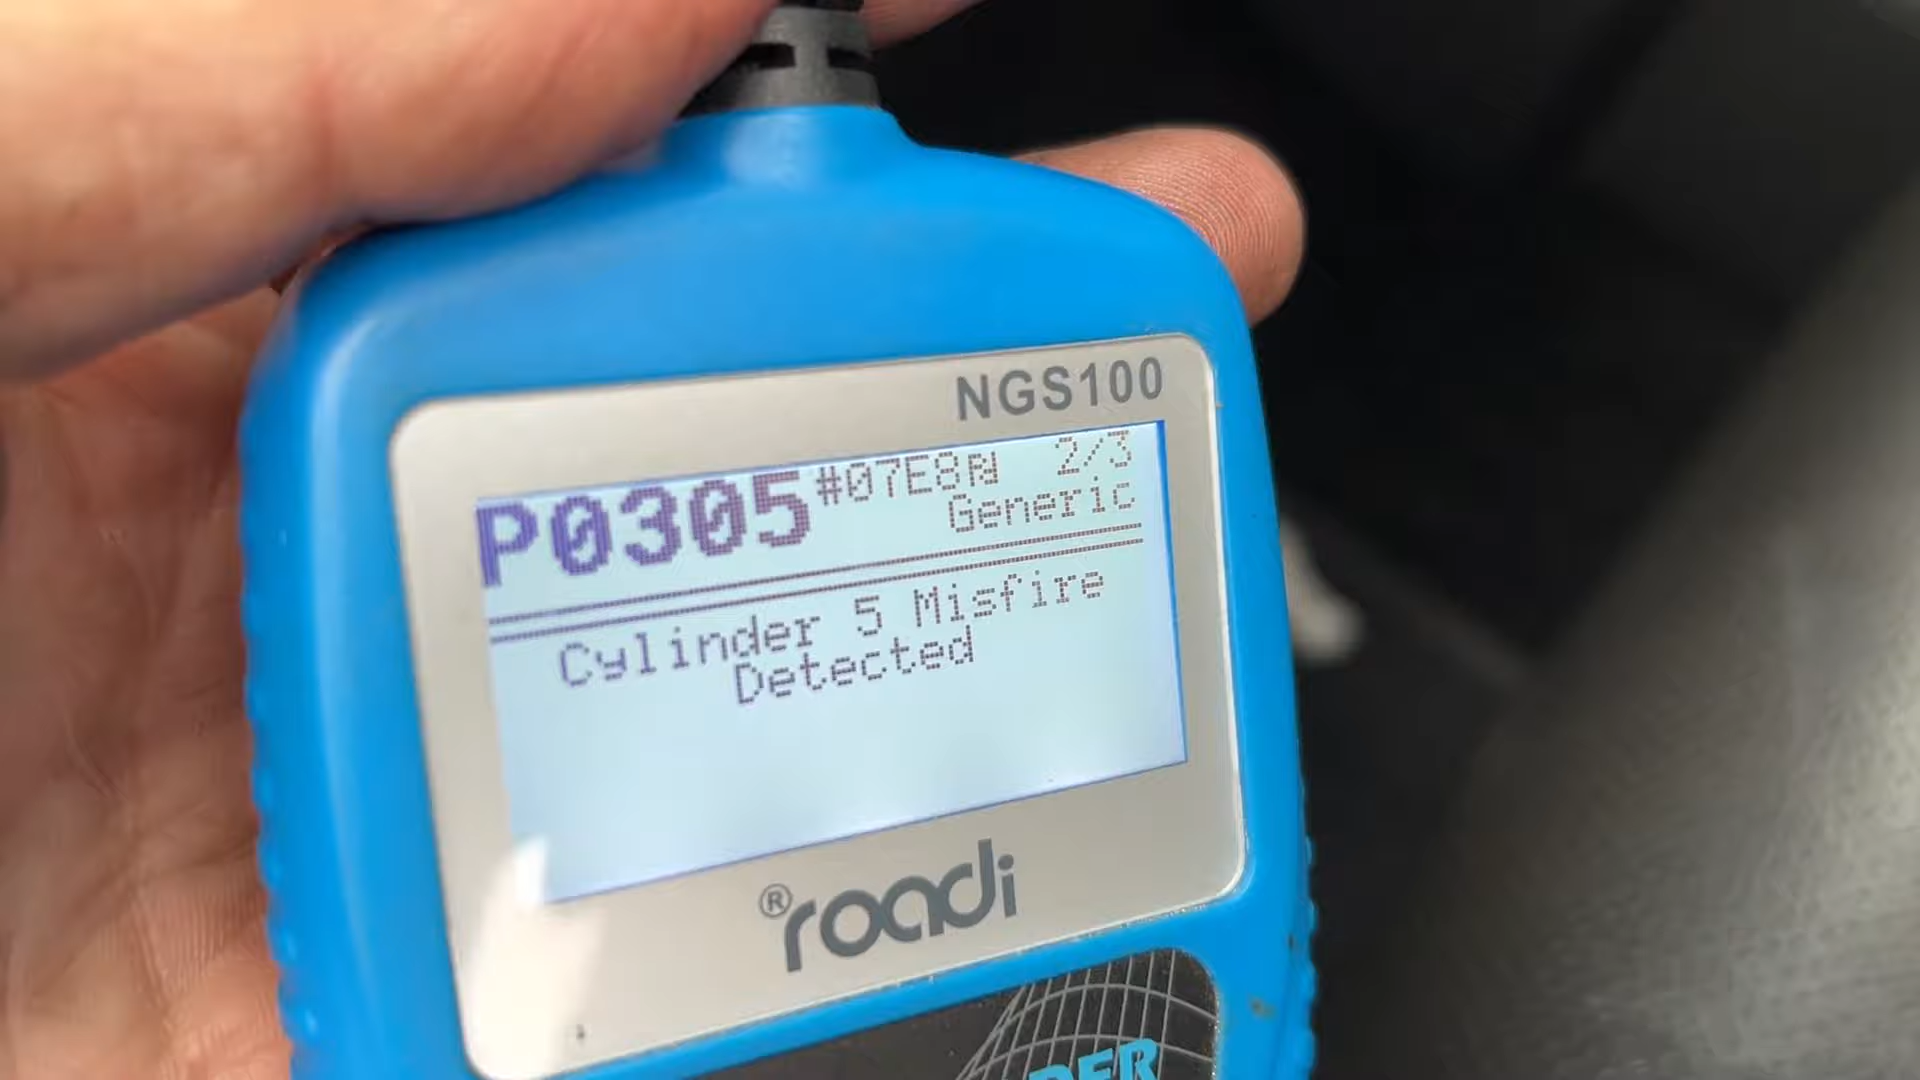 NGS100
P0305 #07E8 2/3
Generic
Cylinder 5 Misfire
Detected
®roadi